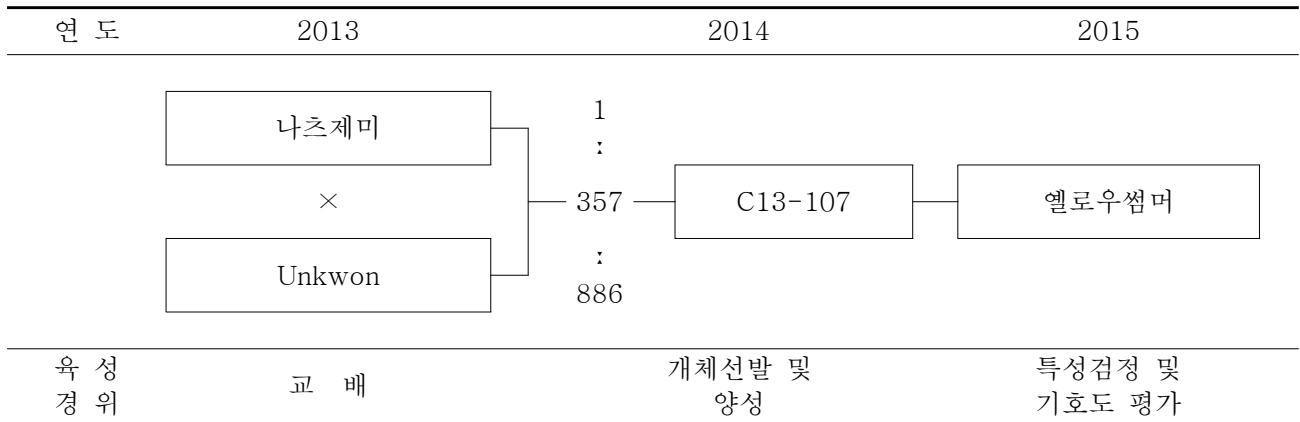 연 도 2013 2014 2015
나츠제미
×
Unkwon
1
:
357
:
886
C13-107
옐로우썸머
육 성
경 위
교 배
개체선발 및
양성
특성검정 및
기호도 평가